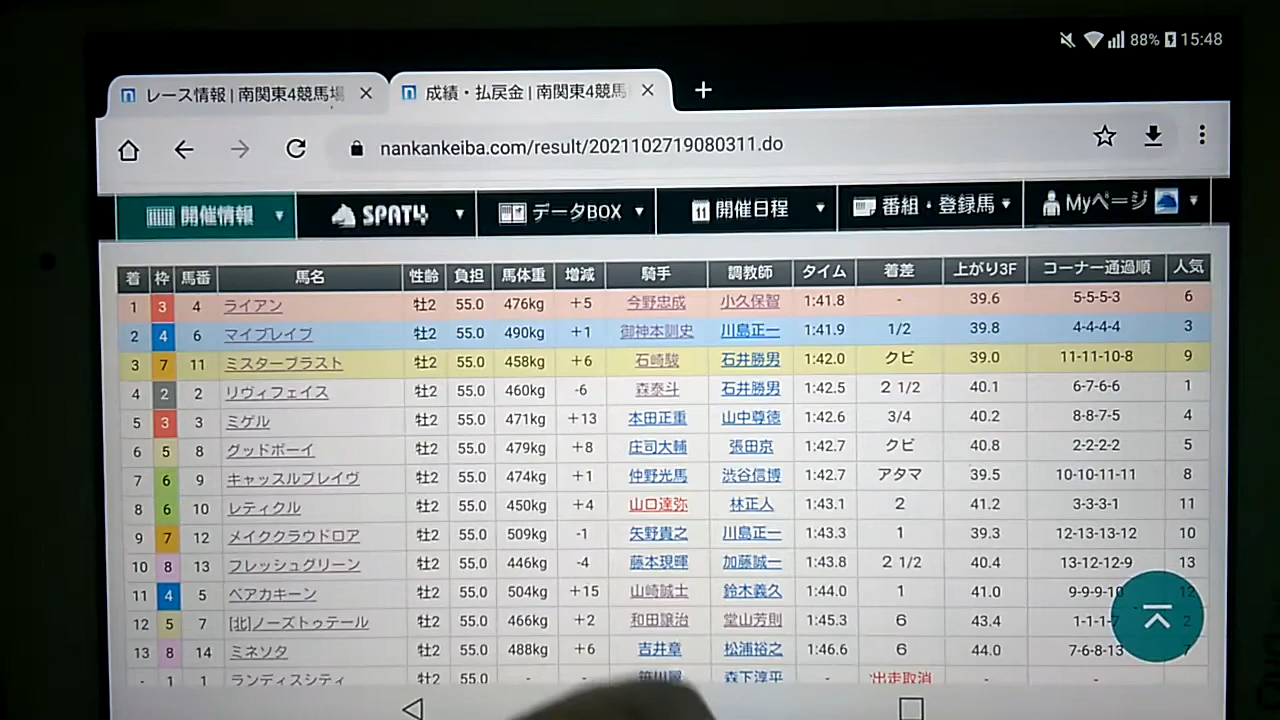 88% 15:48
レース情報 | 南関東4競馬場
成績・払戻金 | 南関東4競馬
nankankeiba.com/result/2021102719080311.do
開催情報 SPAT4 データBOX 開催日程 番組・登録馬 Myページ
着 枠 馬番 馬名 性齢 負担 馬体重 増減 騎手 調教師 タイム 着差 上がり3F コーナー通過順 人気
1 3 4 ライアン 牡2 55.0 476kg +5 今野忠成 小久保智 1:41.8 - 39.6 5-5-5-3 6
2 4 6 マイブレイブ 牡2 55.0 490kg +1 御神本訓史 川島正一 1:41.9 1/2 39.8 4-4-4-4 3
3 7 11 ミスターブラスト 牡2 55.0 458kg +6 石崎駿 石井勝男 1:42.0 クビ 39.0 11-11-10-8 9
4 2 2 リヴィフェイス 牡2 55.0 460kg -6 森泰斗 石井勝男 1:42.5 2 1/2 40.1 6-7-6-6 1
5 3 3 ミゲル 牡2 55.0 471kg +13 本田正重 山中尊徳 1:42.6 3/4 40.2 8-8-7-5 4
6 5 8 グッドボーイ 牡2 55.0 479kg +8 庄司大輔 張田京 1:42.7 クビ 40.8 2-2-2-2 5
7 6 9 キャッスルブレイヴ 牡2 55.0 474kg +1 仲野光馬 渋谷信博 1:42.7 アタマ 39.5 10-10-11-11 8
8 6 10 レティクル 牡2 55.0 450kg +4 山口達弥 林正人 1:43.1 2 41.2 3-3-3-1 11
9 7 12 メイククラウドロア 牡2 55.0 509kg -1 矢野貴之 川島正一 1:43.3 1 39.3 12-13-13-12 10
10 8 13 フレッシュグリーン 牡2 55.0 446kg -4 藤本現暉 加藤誠一 1:43.8 2 1/2 40.4 13-12-12-9 13
11 4 5 ベアカキーン 牡2 55.0 504kg +15 山崎誠士 鈴木義久 1:44.0 1 41.0 9-9-9-10 12
12 5 7 [北]ノーズトゥテール 牡2 55.0 466kg +2 和田譲治 堂山芳則 1:45.3 6 43.4 1-1-1-7 2
13 8 14 ミネソタ 牡2 55.0 488kg +6 吉井章 松浦裕之 1:46.6 6 44.0 7-6-8-13 7
- 1 1 ランディスシティ 牡2 55.0 - - 笹川翼 森下淳平 - 出走取消 - -